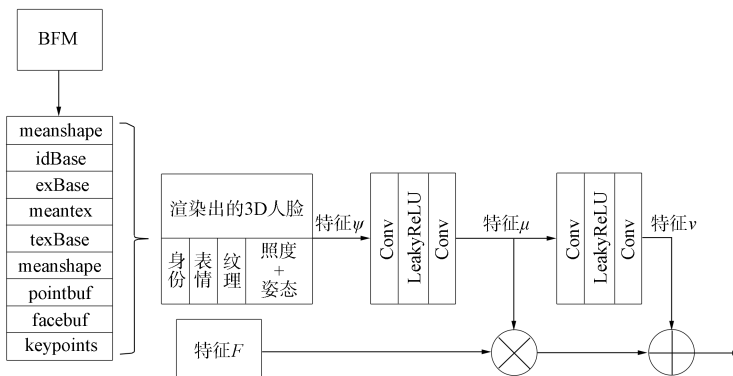 BFM
meanshape
idBase
exBase
meantex
texBase
meanshape
pointbuf
facebuf
keypoints
渲染出的3D人脸
身份
表情
纹理
照度
+
姿态
特征ψ
Conv
LeakyReLU
Conv
特征μ
Conv
LeakyReLU
Conv
特征ν
特征F